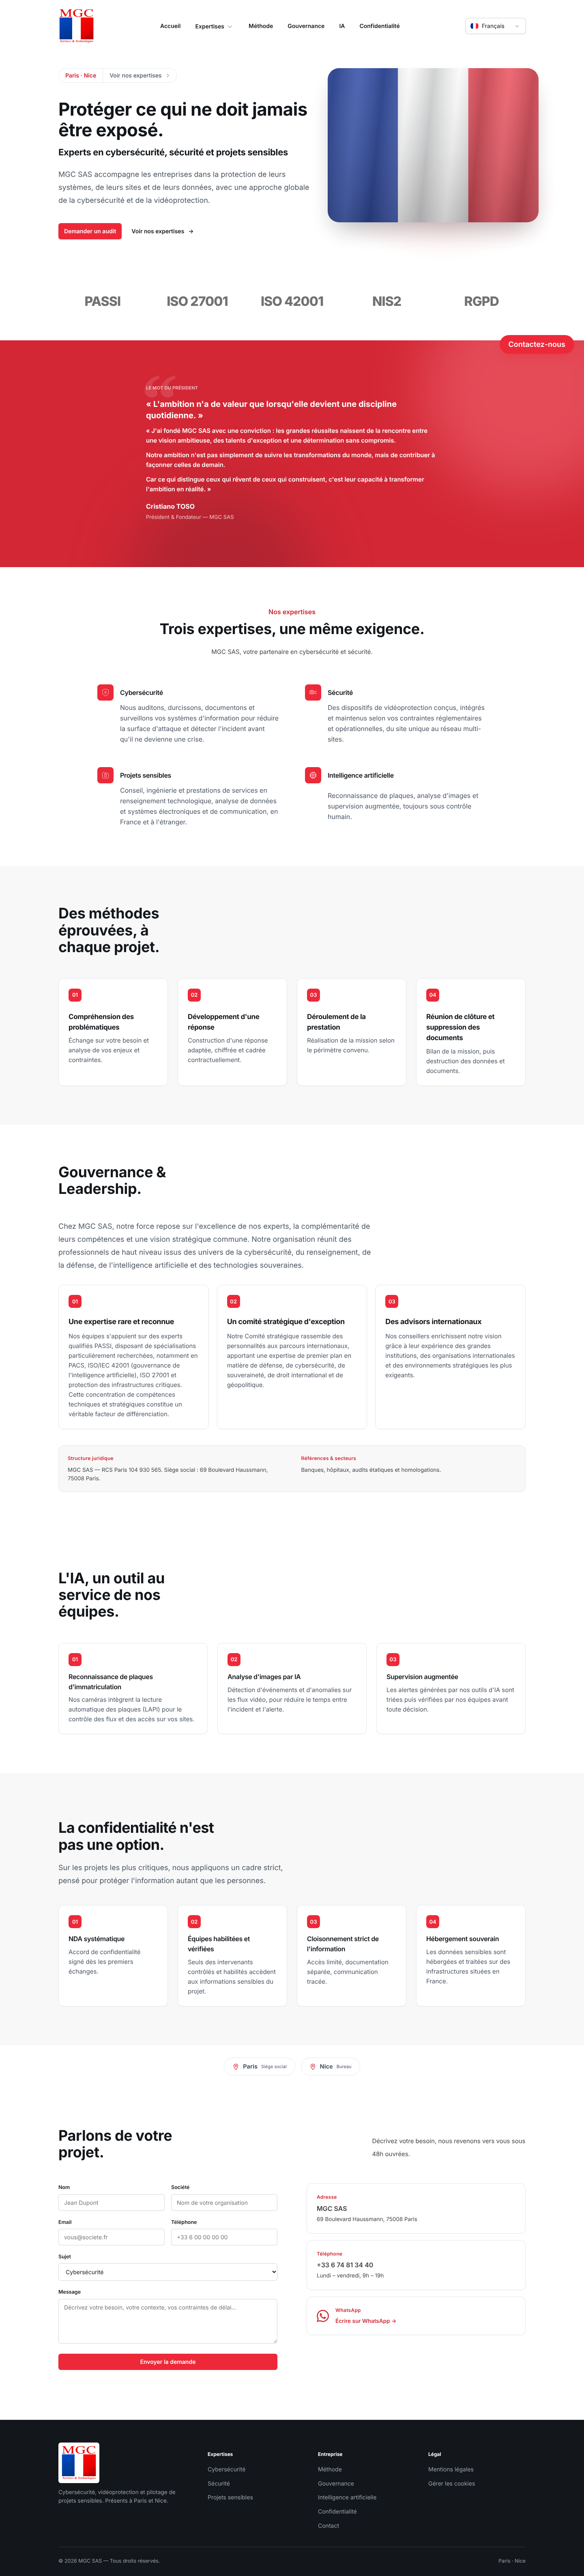 MGC
Accueil
Expertises
Méthode
Gouvernance
IA
Confidentialité
Français
Paris · Nice
Voir nos expertises
Protéger ce qui ne doit jamais
être exposé.
Experts en cybersécurité, sécurité et projets sensibles
MGC SAS accompagne les entreprises dans la protection de leurs
systèmes, de leurs sites et de leurs données, avec une approche globale
de la cybersécurité et de la vidéoprotection.
Demander un audit
Voir nos expertises →
PASSI
ISO 27001
ISO 42001
NIS2
RGPD
Contactez-nous
LE MOT DU PRÉSIDENT
« L'ambition n'a de valeur que lorsqu'elle devient une discipline
quotidienne. »
« J'ai fondé MGC SAS avec une conviction : les grandes réussites naissent de la rencontre entre
une vision ambitieuse, des talents d'exception et une détermination sans compromis.
Notre ambition n'est pas simplement de suivre les transformations du monde, mais de contribuer à
façonner celles de demain.
Car ce qui distingue ceux qui rêvent de ceux qui construisent, c'est leur capacité à transformer
l'ambition en réalité. »
Cristiano TOSO
Président & Fondateur — MGC SAS
Nos expertises
Trois expertises, une même exigence.
MGC SAS, votre partenaire en cybersécurité et sécurité.
Cybersécurité
Nous auditons, durcissons, documentons et
surveillons vos systèmes d'information pour réduire
la surface d'attaque et détecter l'incident avant
qu'il ne devienne une crise.
Sécurité
Des dispositifs de vidéoprotection conçus, intégrés
et maintenus selon vos contraintes réglementaires
et opérationnelles, du site unique au réseau multi-
sites.
Projets sensibles
Conseil, ingénierie et prestations de services en
renseignement technologique, analyse de données
et systèmes électroniques et de communication, en
France et à l'étranger.
Intelligence artificielle
Reconnaissance de plaques, analyse d'images et
supervision augmentée, toujours sous contrôle
humain.
Des méthodes
éprouvées, à
chaque projet.
01
Compréhension des
problématiques
Échange sur votre besoin et
analyse de vos enjeux et
contraintes.
02
Développement d'une
réponse
Construction d'une réponse
adaptée, chiffrée et cadrée
contractuellement.
03
Déroulement de la
prestation
Réalisation de la mission selon
le périmètre convenu.
04
Réunion de clôture et
suppression des
documents
Bilan de la mission, puis
destruction des données et
documents.
Gouvernance &
Leadership.
Chez MGC SAS, notre force repose sur l'excellence de nos experts, la complémentarité de
leurs compétences et une vision stratégique commune. Notre organisation réunit des
professionnels de haut niveau issus des univers de la cybersécurité, du renseignement, de
la défense, de l'intelligence artificielle et des technologies souveraines.
01
Une expertise rare et reconnue
Nos équipes s'appuient sur des experts
qualifiés PASSI, disposant de spécialisations
particulièrement recherchées, notamment en
PACS, ISO/IEC 42001 (gouvernance de
l'intelligence artificielle), ISO 27001 et
protection des infrastructures critiques.
Cette concentration de compétences
techniques et stratégiques constitue un
véritable facteur de différenciation.
02
Un comité stratégique d'exception
Notre Comité stratégique rassemble des
personnalités aux parcours internationaux,
apportant une expertise de premier plan en
matière de défense, de cybersécurité, de
souveraineté, de droit international et de
géopolitique.
03
Des advisors internationaux
Nos conseillers enrichissent notre vision
grâce à leur expérience des grandes
institutions, des organisations internationales
et des environnements stratégiques les plus
exigeants.
Structure juridique
MGC SAS — RCS Paris 104 930 565. Siège social : 69 Boulevard Haussmann,
75008 Paris.
Références & secteurs
Banques, hôpitaux, audits étatiques et homologations.
L'IA, un outil au
service de nos
équipes.
01
Reconnaissance de plaques
d'immatriculation
Nos caméras intègrent la lecture
automatique des plaques (LAPI) pour le
contrôle des flux et des accès sur vos sites.
02
Analyse d'images par IA
Détection d'événements et d'anomalies sur
les flux vidéo, pour réduire le temps entre
l'incident et l'alerte.
03
Supervision augmentée
Les alertes générées par nos outils d'IA sont
triées puis vérifiées par nos équipes avant
toute décision.
La confidentialité n'est
pas une option.
Sur les projets les plus critiques, nous appliquons un cadre strict,
pensé pour protéger l'information autant que les personnes.
01
NDA systématique
Accord de confidentialité
signé dès les premiers
échanges.
02
Équipes habilitées et
vérifiées
Seuls des intervenants
contrôlés et habilités accèdent
aux informations sensibles du
projet.
03
Cloisonnement strict de
l'information
Accès limité, documentation
séparée, communication
tracée.
04
Hébergement souverain
Les données sensibles sont
hébergées et traitées sur des
infrastructures situées en
France.
Paris Siège social
Nice Bureau
Parlons de votre
projet.
Décrivez votre besoin, nous revenons vers vous sous
48h ouvrées.
Nom
Jean Dupont
Société
Nom de votre organisation
Email
vous@societe.fr
Téléphone
+33 6 00 00 00 00
Sujet
Cybersécurité
Message
Décrivez votre besoin, votre contexte, vos contraintes de délai...
Envoyer la demande
Adresse
MGC SAS
69 Boulevard Haussmann, 75008 Paris
Téléphone
+33 6 74 81 34 40
Lundi – vendredi, 9h – 19h
WhatsApp
Écrire sur WhatsApp →
MGC
Cybersécurité, vidéoprotection et pilotage de
projets sensibles. Présents à Paris et Nice.
Expertises
Cybersécurité
Sécurité
Projets sensibles
Entreprise
Méthode
Gouvernance
Intelligence artificielle
Confidentialité
Contact
Légal
Mentions légales
Gérer les cookies
© 2026 MGC SAS — Tous droits réservés.
Paris · Nice